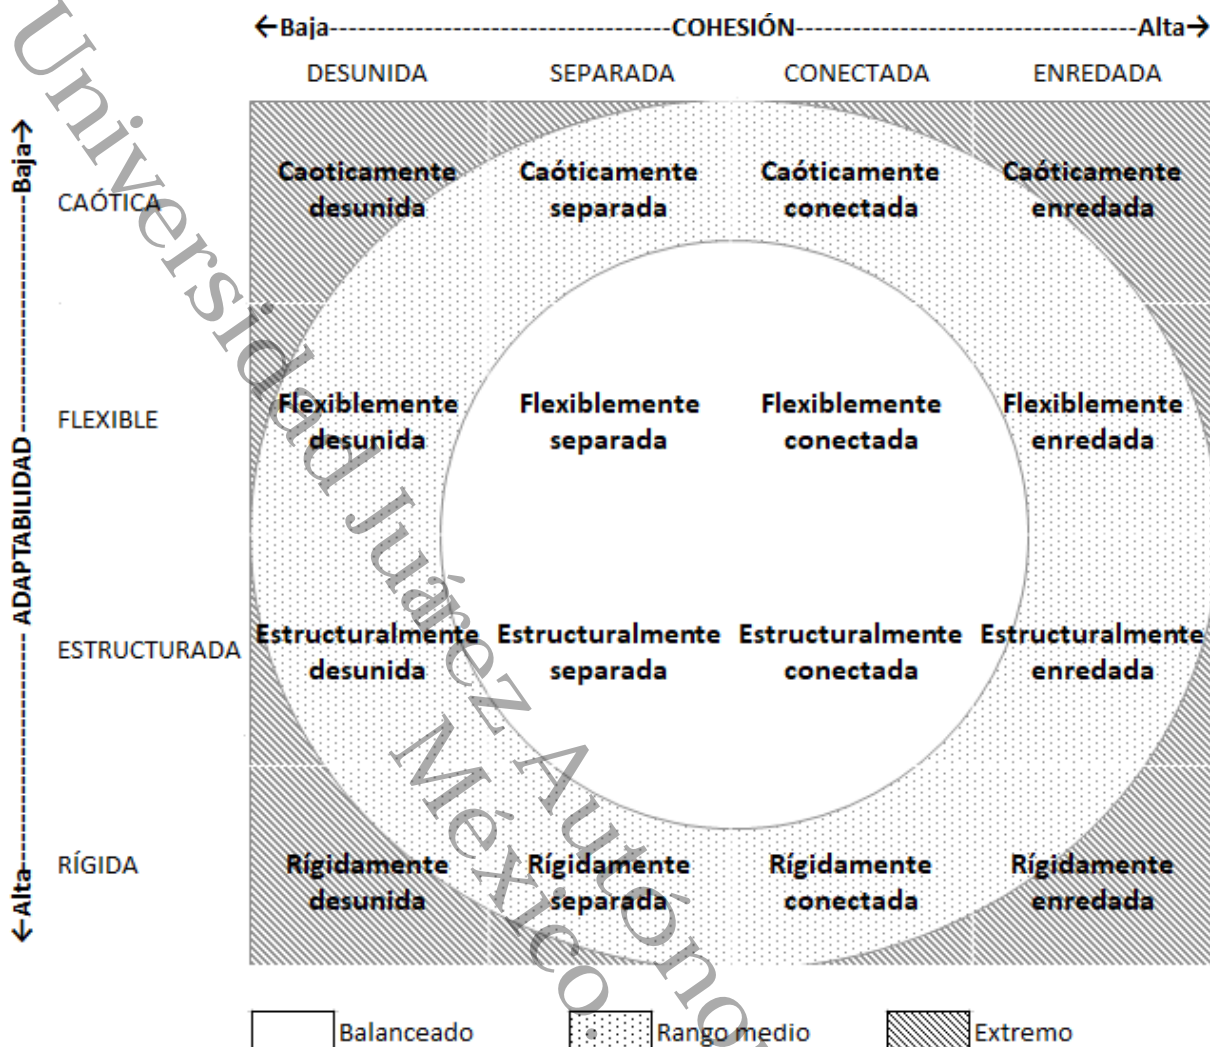 ←Baja-----------------------------------COHESIÓN-----------------------------------Alta→
DESUNIDA SEPARADA CONECTADA ENREDADA
←Alta-------------------- ADAPTABILIDAD --------------------Baja→
CAÓTICA
Caoticamente desunida
Caóticamente separada
Caóticamente conectada
Caóticamente enredada
FLEXIBLE
Flexiblemente desunida
Flexiblemente separada
Flexiblemente conectada
Flexiblemente enredada
ESTRUCTURADA
Estructuralmente desunida
Estructuralmente separada
Estructuralmente conectada
Estructuralmente enredada
RÍGIDA
Rígidamente desunida
Rígidamente separada
Rígidamente conectada
Rígidamente enredada
Balanceado Rango medio Extremo
Universidad Juárez Autóno
México.